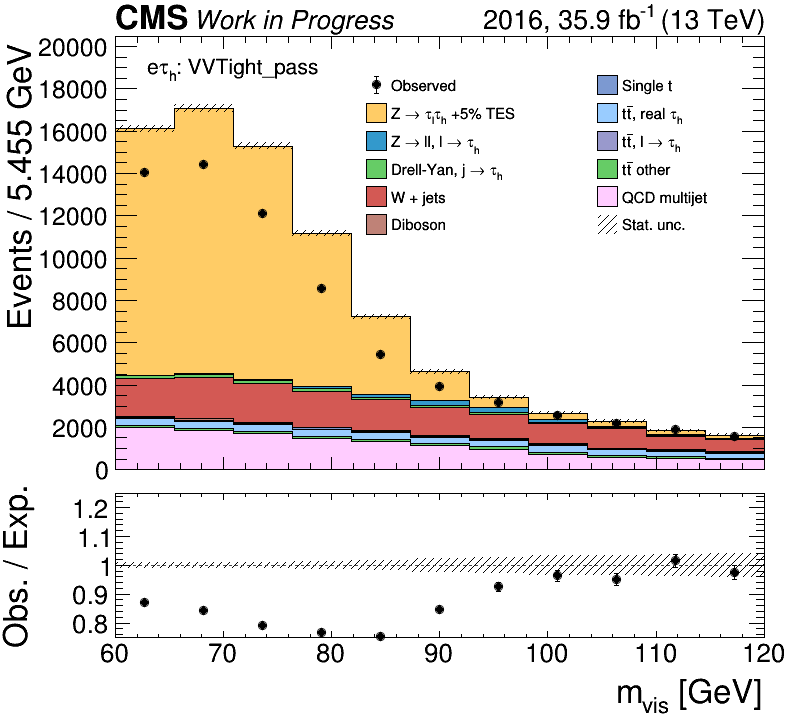 CMS Work in Progress 2016, 35.9 fb⁻¹ (13 TeV)
eτₕ: VVTight_pass
Observed
Z → τₗτₕ +5% TES
Z → ll, l → τₕ
Drell-Yan, j → τₕ
W + jets
Diboson
Single t
tt̄, real τₕ
tt̄, l → τₕ
tt̄ other
QCD multijet
Stat. unc.
Events / 5.455 GeV
20000
18000
16000
14000
12000
10000
8000
6000
4000
2000
0
Obs. / Exp.
1.2
1.1
1
0.9
0.8
60 70 80 90 100 110 120
m_vis [GeV]